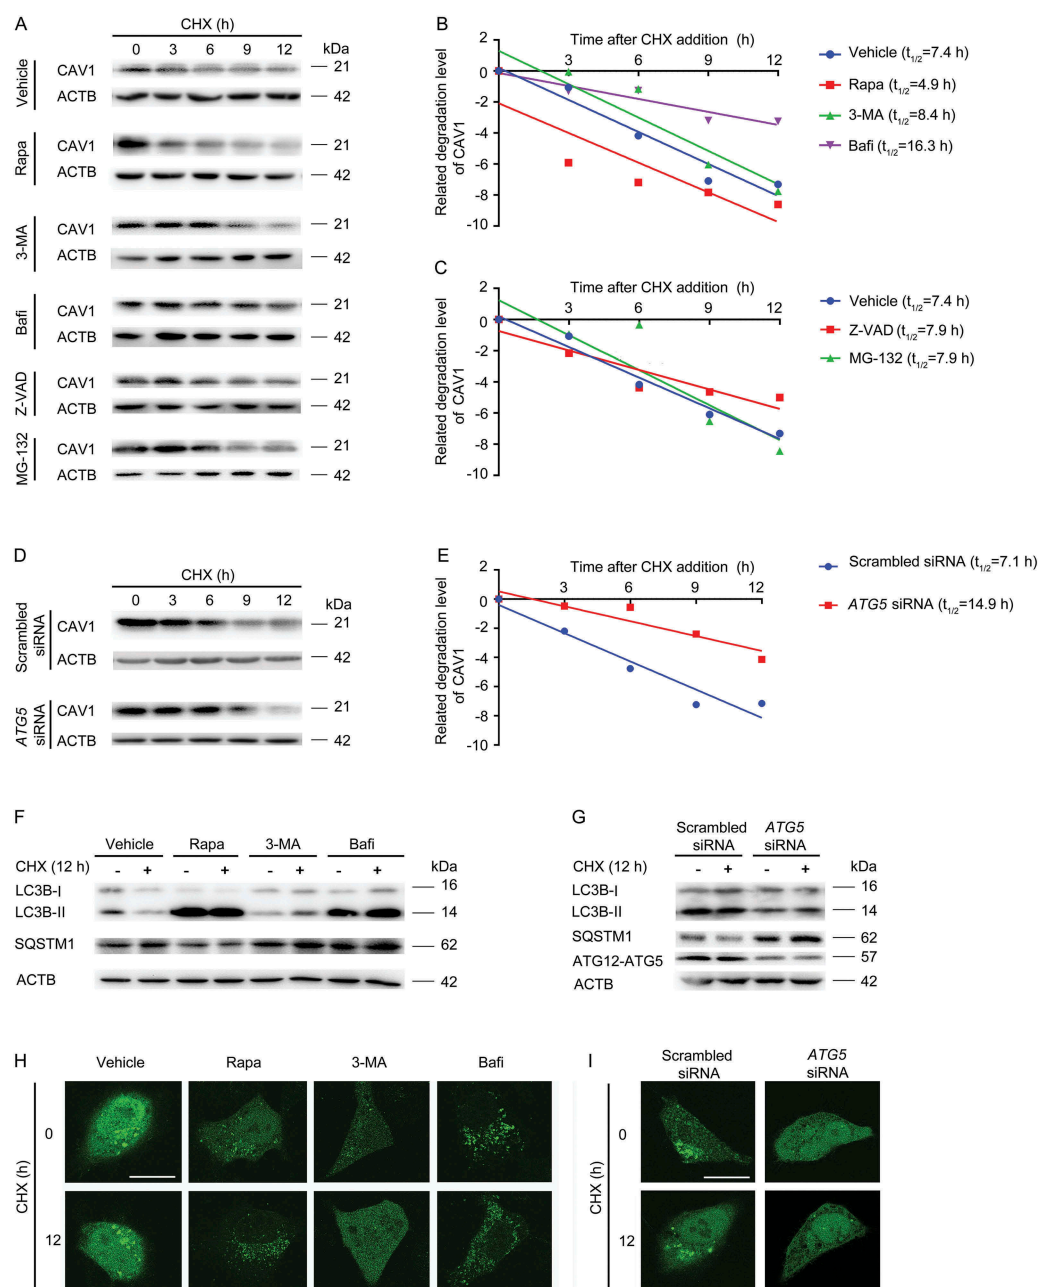 A
CHX (h)
0 3 6 9 12 kDa
Vehicle
CAV1 21
ACTB 42
Rapa
CAV1 21
ACTB 42
3-MA
CAV1 21
ACTB 42
Bafi
CAV1 21
ACTB 42
Z-VAD
CAV1 21
ACTB 42
MG-132
CAV1 21
ACTB 42
B
Time after CHX addition (h)
3 6 9 12
2
0
-2
-4
-6
-8
-10
Related degradation level
of CAV1
Vehicle (t1/2=7.4 h)
Rapa (t1/2=4.9 h)
3-MA (t1/2=8.4 h)
Bafi (t1/2=16.3 h)
C
Time after CHX addition (h)
3 6 9 12
2
0
-2
-4
-6
-8
-10
Related degradation level
of CAV1
Vehicle (t1/2=7.4 h)
Z-VAD (t1/2=7.9 h)
MG-132 (t1/2=7.9 h)
D
CHX (h)
0 3 6 9 12 kDa
Scrambled
siRNA
CAV1 21
ACTB 42
ATG5
siRNA
CAV1 21
ACTB 42
E
Time after CHX addition (h)
3 6 9 12
2
0
-2
-4
-6
-8
-10
Related degradation level
of CAV1
Scrambled siRNA (t1/2=7.1 h)
ATG5 siRNA (t1/2=14.9 h)
F
Vehicle Rapa 3-MA Bafi
CHX (12 h) - + - + - + - + kDa
LC3B-I 16
LC3B-II 14
SQSTM1 62
ACTB 42
G
Scrambled
siRNA
ATG5
siRNA
CHX (12 h) - + - + kDa
LC3B-I 16
LC3B-II 14
SQSTM1 62
ATG12-ATG5 57
ACTB 42
H
Vehicle Rapa 3-MA Bafi
CHX (h)
0
12
I
Scrambled
siRNA
ATG5
siRNA
CHX (h)
0
12